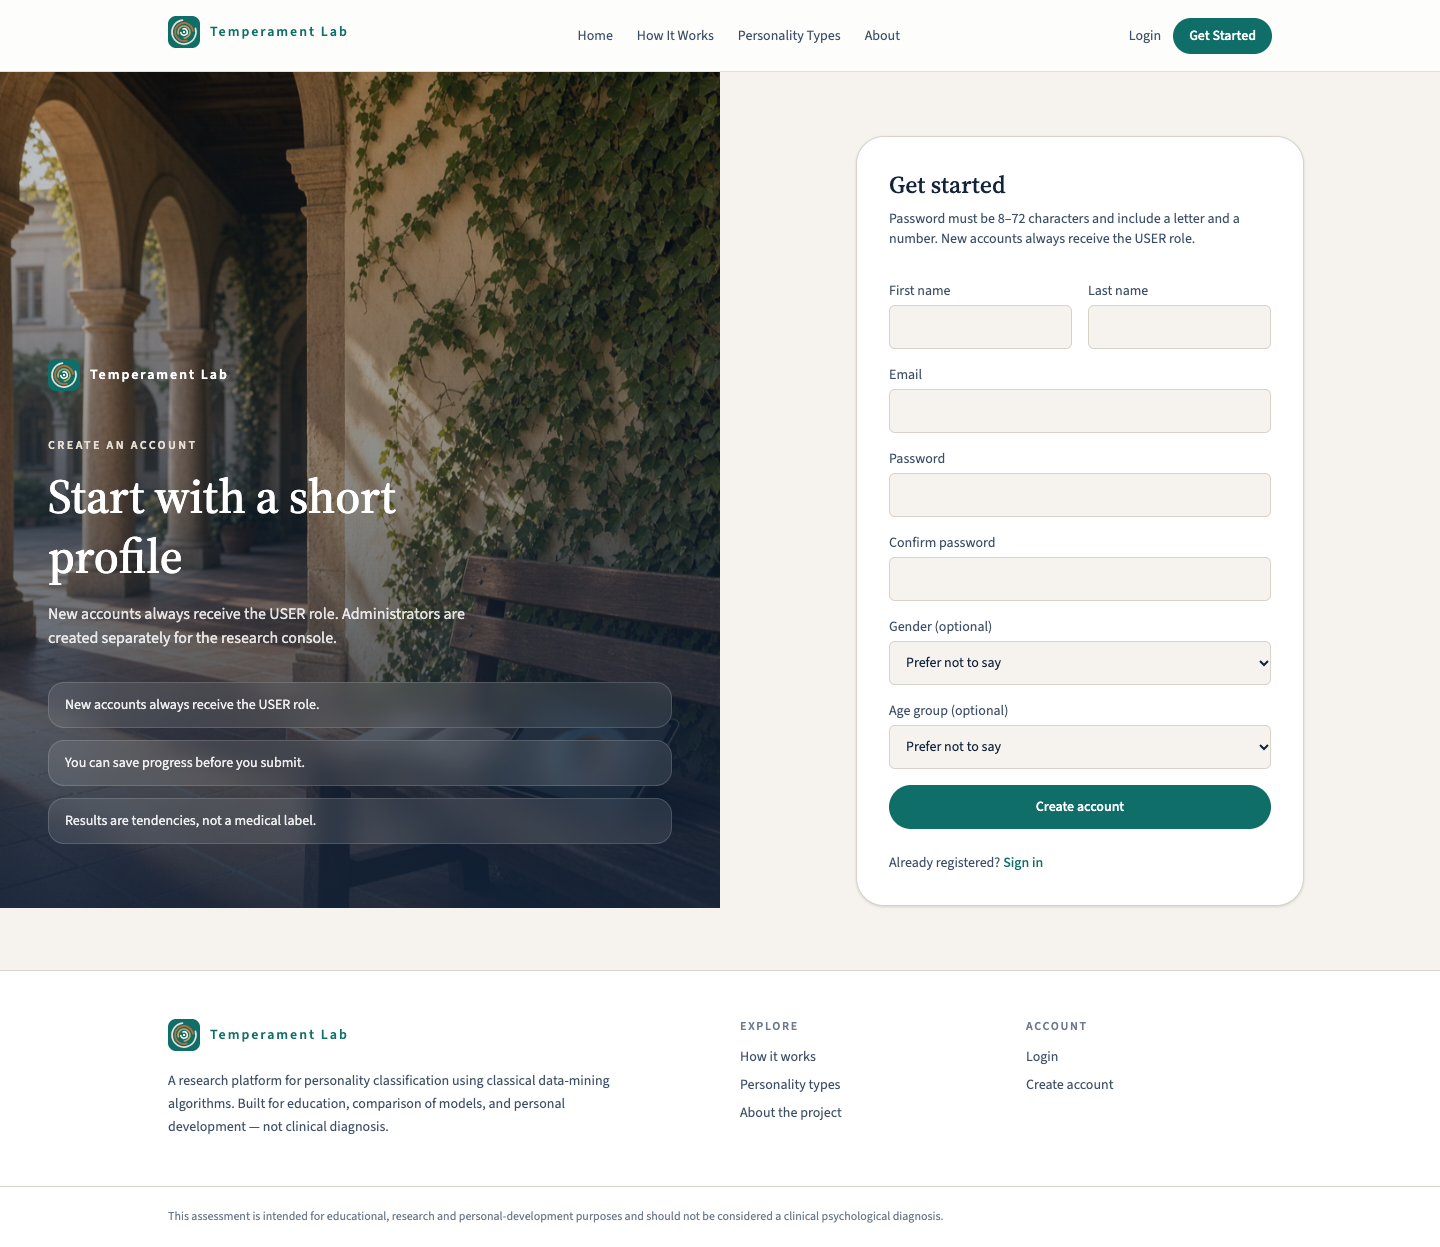 Temperament Lab
Home
How It Works
Personality Types
About
Login
Get Started
Temperament Lab
CREATE AN ACCOUNT
Start with a short
profile
New accounts always receive the USER role. Administrators are
created separately for the research console.
New accounts always receive the USER role.
You can save progress before you submit.
Results are tendencies, not a medical label.
Get started
Password must be 8–72 characters and include a letter and a
number. New accounts always receive the USER role.
First name
Last name
Email
Password
Confirm password
Gender (optional)
Prefer not to say
Age group (optional)
Prefer not to say
Create account
Already registered? Sign in
Temperament Lab
A research platform for personality classification using classical data-mining
algorithms. Built for education, comparison of models, and personal
development — not clinical diagnosis.
EXPLORE
How it works
Personality types
About the project
ACCOUNT
Login
Create account
This assessment is intended for educational, research and personal-development purposes and should not be considered a clinical psychological diagnosis.